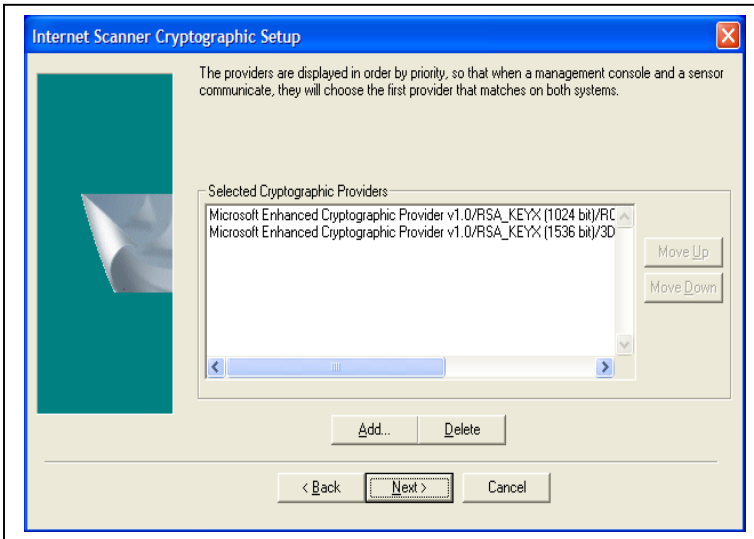 Internet Scanner Cryptographic Setup
The providers are displayed in order by priority, so that when a management console and a sensor
communicate, they will choose the first provider that matches on both systems.
Selected Cryptographic Providers
Microsoft Enhanced Cryptographic Provider v1.0/RSA_KEYX (1024 bit)/RC
Microsoft Enhanced Cryptographic Provider v1.0/RSA_KEYX (1536 bit)/3D
Move Up
Move Down
Add... Delete
< Back Next > Cancel